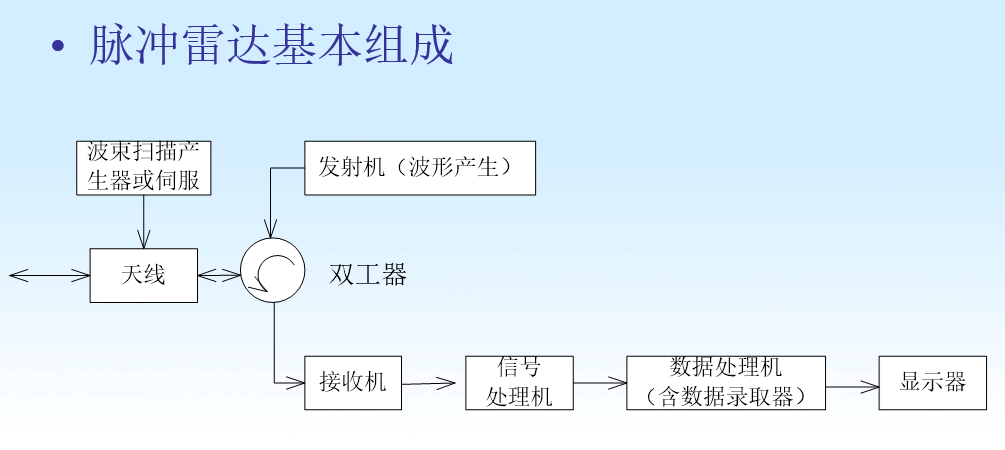 • 脉冲雷达基本组成
波束扫描产
生器或伺服
发射机（波形产生）
天线
双工器
接收机
信号
处理机
数据处理机
（含数据录取器）
显示器